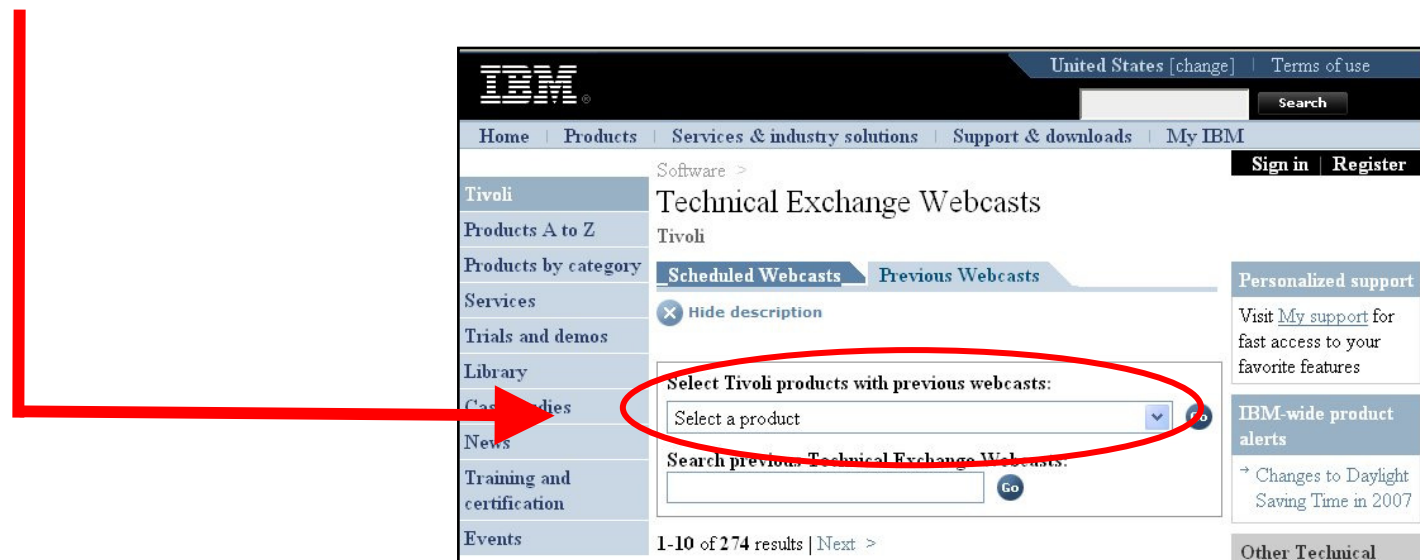 IBM®
United States [change] | Terms of use
Search
Home | Products | Services & industry solutions | Support & downloads | My IBM
Sign in | Register
Software >
Technical Exchange Webcasts
Tivoli
Tivoli
Products A to Z
Products by category
Services
Trials and demos
Library
News
Training and
certification
Events
Scheduled Webcasts
Previous Webcasts
Hide description
Select Tivoli products with previous webcasts:
Select a product
Go
Search previous Technical Exchange Webcasts:
Go
1-10 of 274 results | Next >
Personalized support
Visit My support for
fast access to your
favorite features
IBM-wide product
alerts
→ Changes to Daylight
Saving Time in 2007
Other Technical